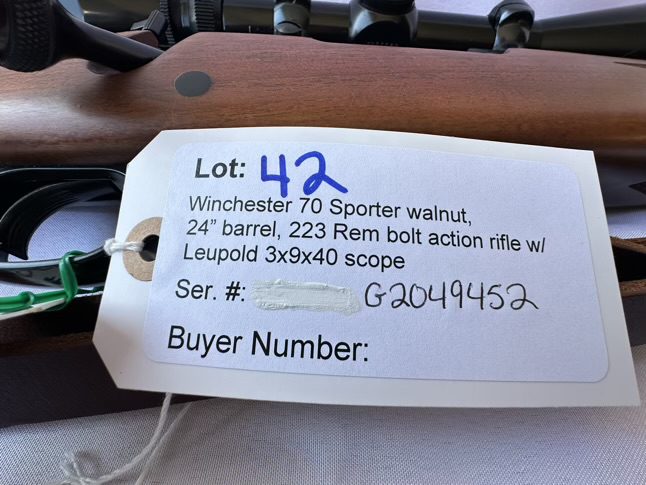 Lot: 42
Winchester 70 Sporter walnut,
24” barrel, 223 Rem bolt action rifle w/
Leupold 3x9x40 scope
Ser. #: G2049452
Buyer Number: